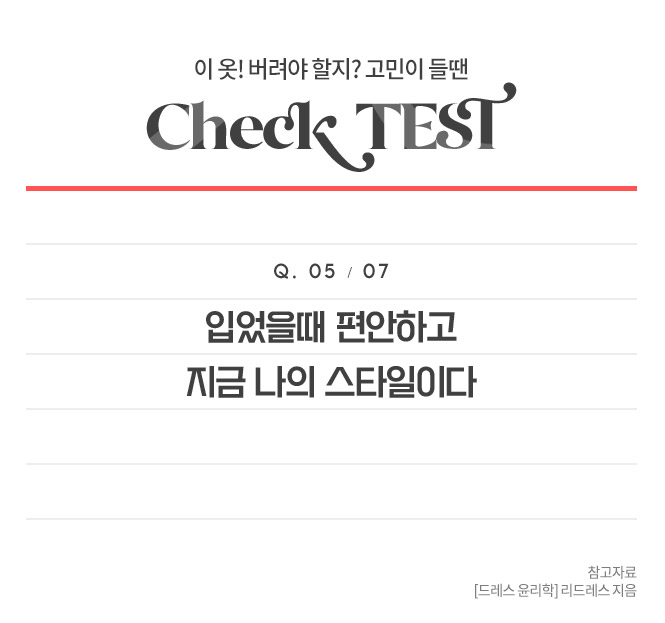 이 옷! 버려야 할지? 고민이 들땐
Check TEST
Q. 05 / 07
입었을때 편안하고
지금 나의 스타일이다
참고자료
[드레스 윤리학] 리드레스 지음